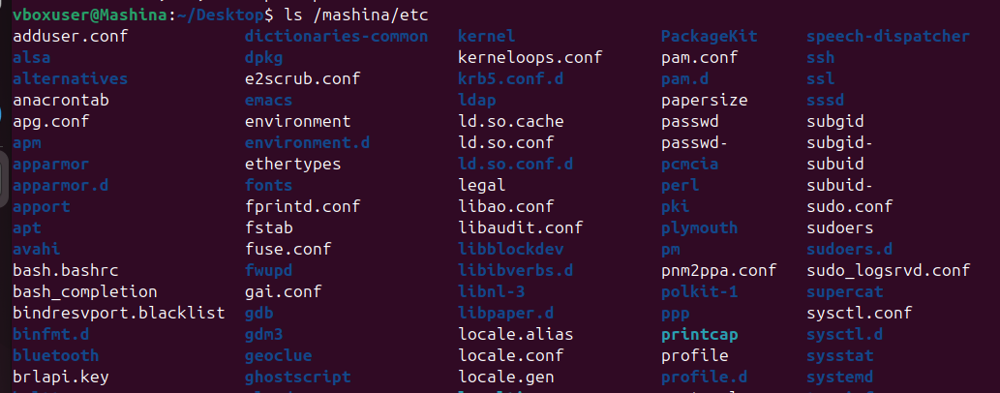 vboxuser@Mashina:~/Desktop$ ls /mashina/etc
adduser.conf dictionaries-common kernel PackageKit speech-dispatcher
alsa dpkg kerneloops.conf pam.conf ssh
alternatives e2scrub.conf krb5.conf.d pam.d ssl
anacrontab emacs ldap papersize sssd
apg.conf environment ld.so.cache passwd subgid
apm environment.d ld.so.conf passwd- subgid-
apparmor ethertypes ld.so.conf.d pcmcia subuid
apparmor.d fonts legal perl subuid-
apport fprintd.conf libao.conf pki sudo.conf
apt fstab libaudit.conf plymouth sudoers
avahi fuse.conf libblockdev pm sudoers.d
bash.bashrc fwupd libibverbs.d pnm2ppa.conf sudo_logsrvd.conf
bash_completion gai.conf libnl-3 polkit-1 supercat
bindresvport.blacklist gdb libpaper.d ppp sysctl.conf
binfmt.d gdm3 locale.alias printcap sysctl.d
bluetooth geoclue locale.conf profile sysstat
brlapi.key ghostscript locale.gen profile.d systemd